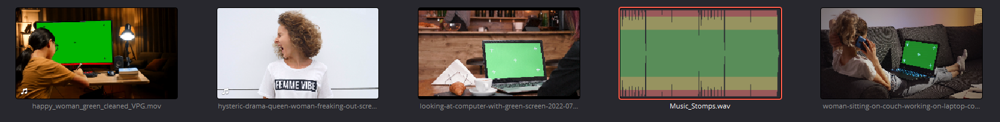 FEMME VIBE
happy_woman_green_cleaned_VPG.mov
hysteric-drama-queen-woman-freaking-out-scre...
looking-at-computer-with-green-screen-2022-07...
Music_Stomps.wav
woman-sitting-on-couch-working-on-laptop-co...